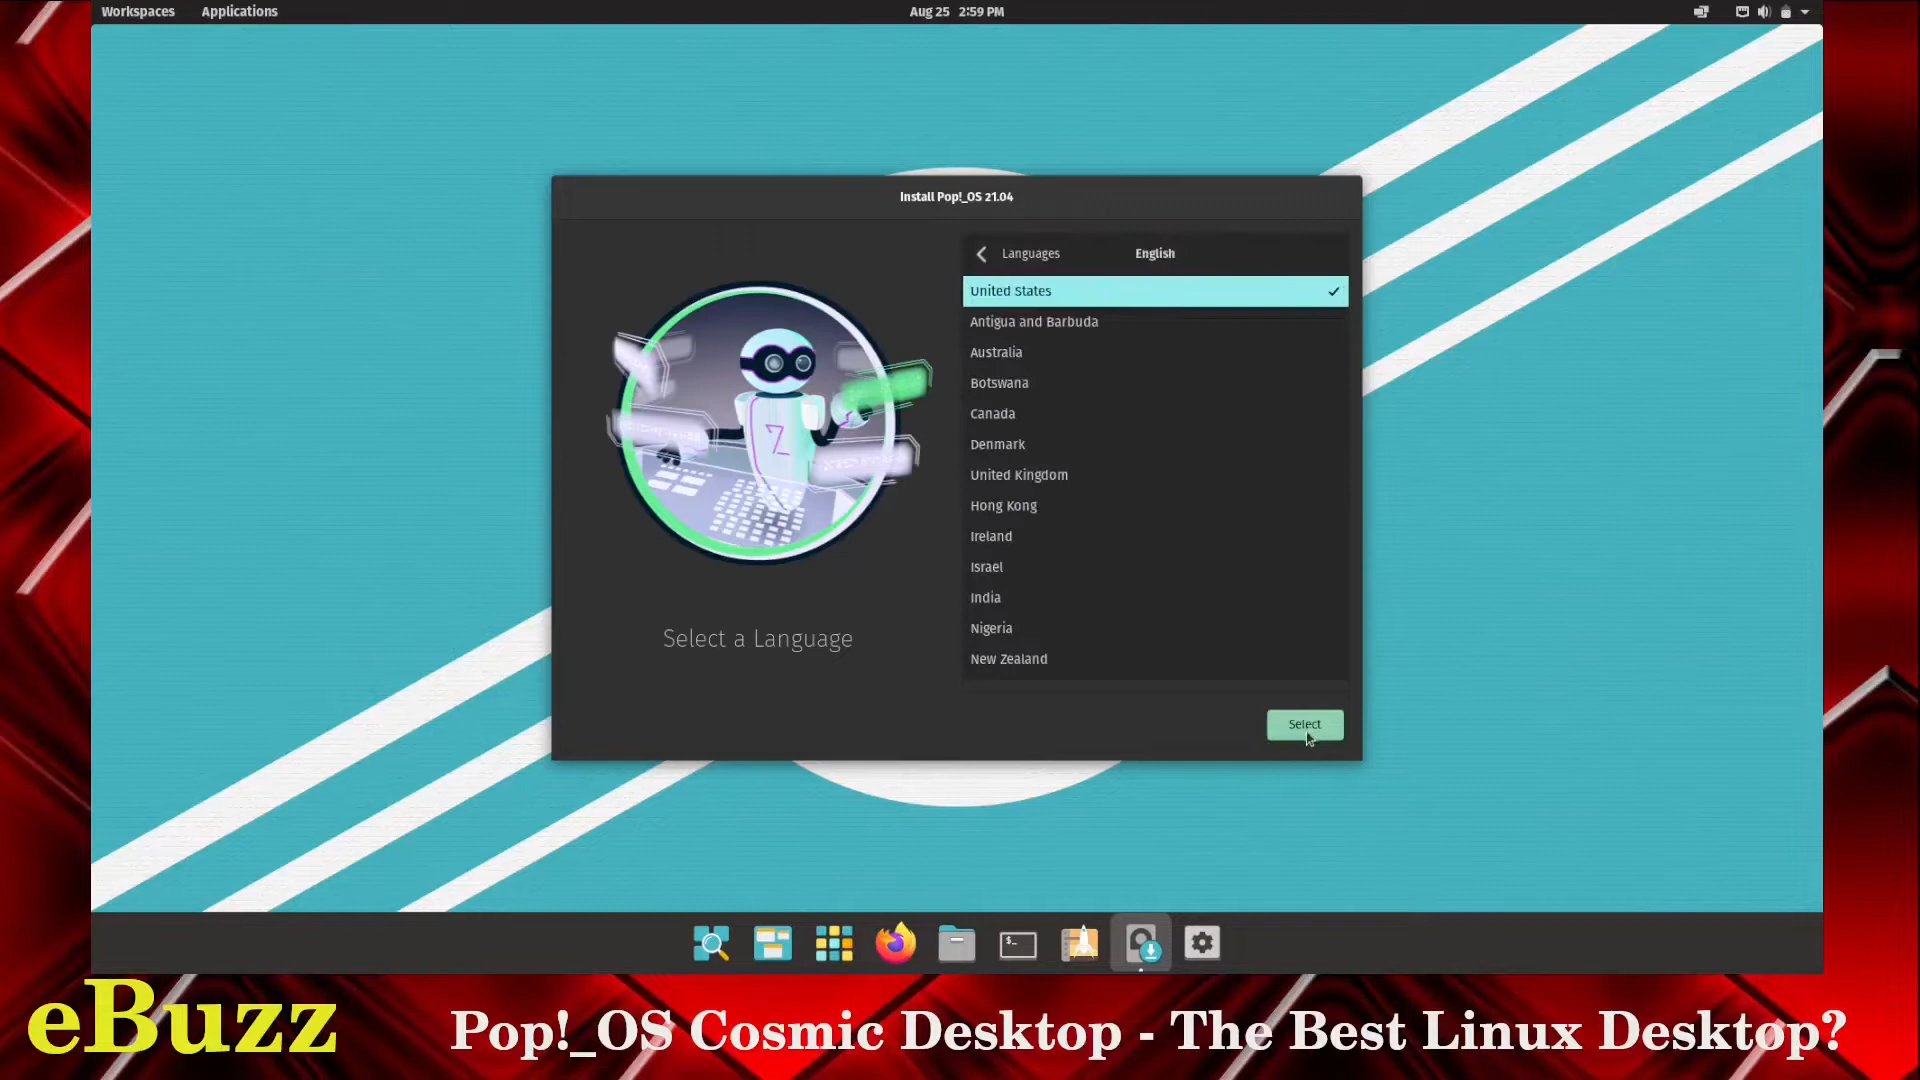 Workspaces Applications Aug 25 2:59 PM
Install Pop!_OS 21.04
Languages English
United States
Antigua and Barbuda
Australia
Botswana
Canada
Denmark
United Kingdom
Hong Kong
Ireland
Israel
India
Nigeria
New Zealand
Select a Language
Select
$_
eBuzz Pop!_OS Cosmic Desktop - The Best Linux Desktop?